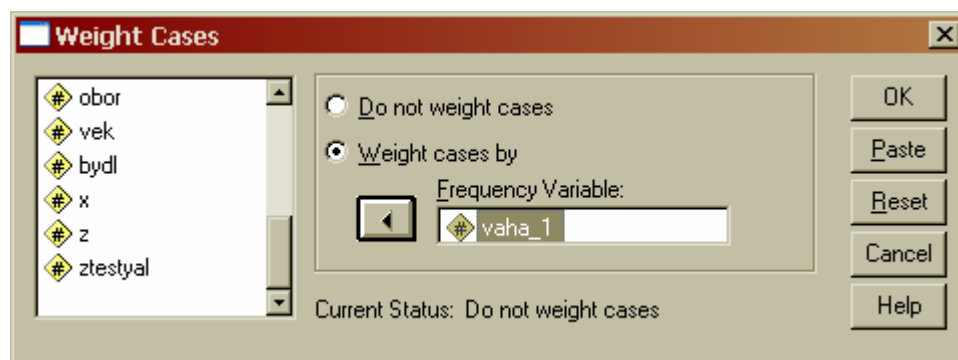 Weight Cases
obor
vek
bydl
x
z
ztestyal
Do not weight cases
Weight cases by
Frequency Variable:
vaha_1
Current Status: Do not weight cases
OK
Paste
Reset
Cancel
Help